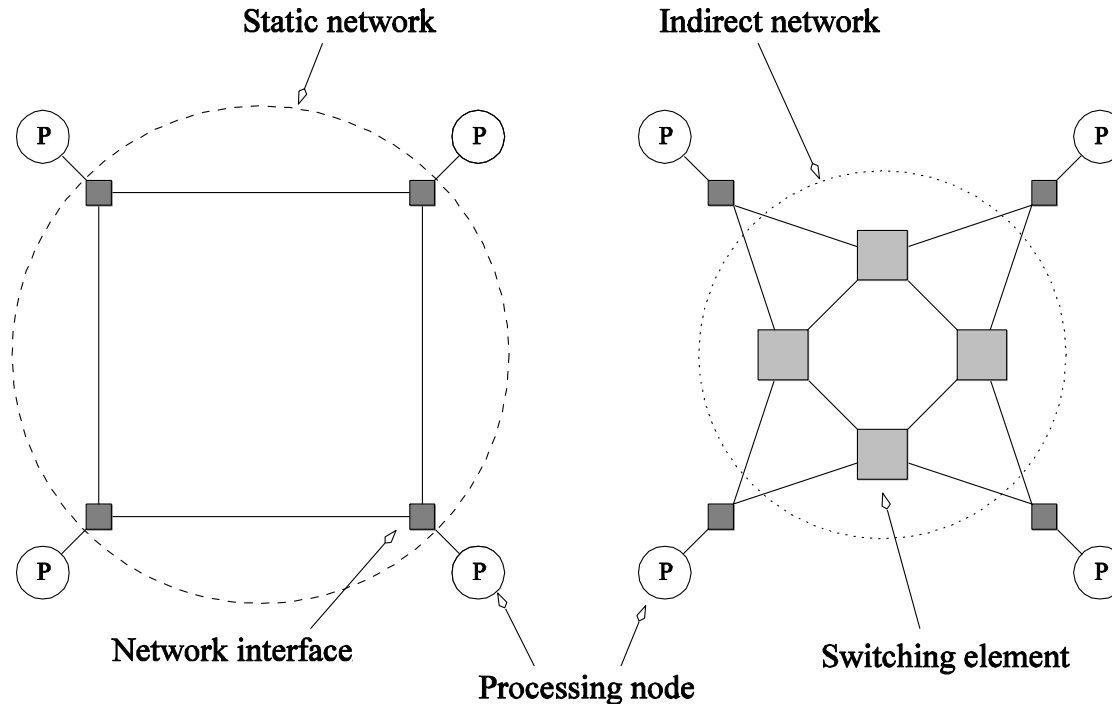 Static network
Indirect network
P
P
P
P
P
P
P
P
Network interface
Switching element
Processing node